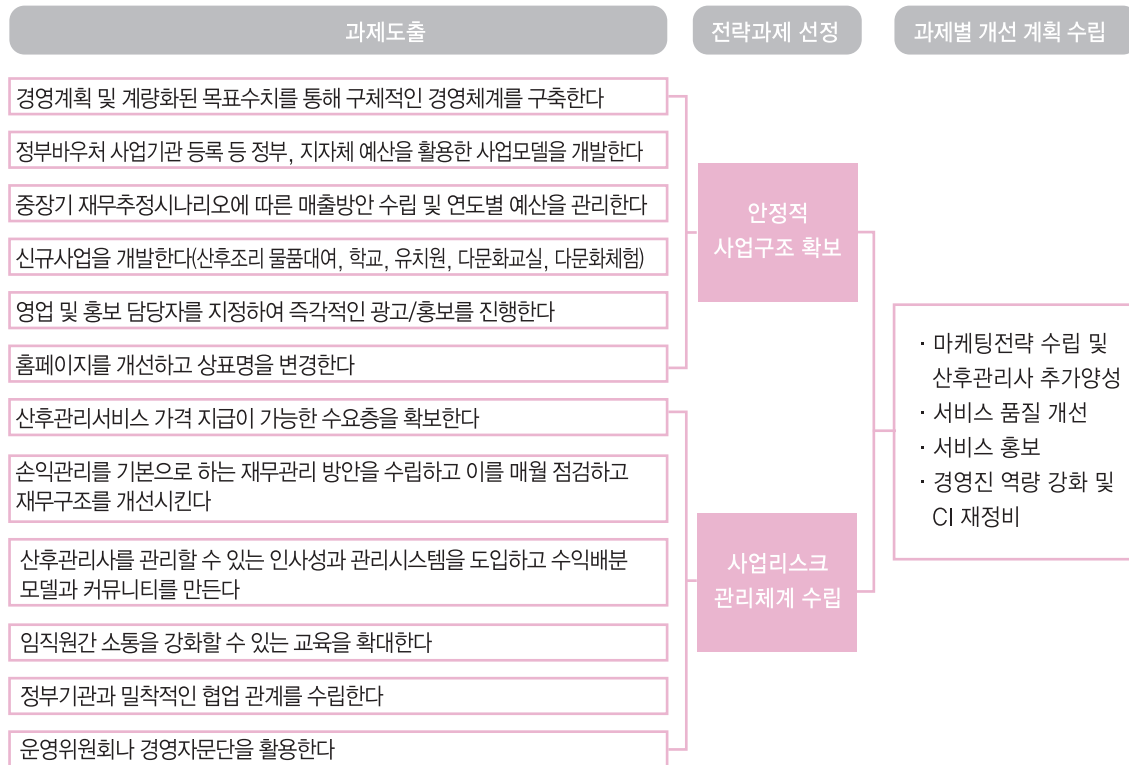 과제도출
전략과제 선정
과제별 개선 계획 수립
경영계획 및 계량화된 목표수치를 통해 구체적인 경영체계를 구축한다
정부바우처 사업기관 등록 등 정부, 지자체 예산을 활용한 사업모델을 개발한다
중장기 재무추정시나리오에 따른 매출방안 수립 및 연도별 예산을 관리한다
신규사업을 개발한다(산후조리 물품대여, 학교, 유치원, 다문화교실, 다문화체험)
영업 및 홍보 담당자를 지정하여 즉각적인 광고/홍보를 진행한다
홈페이지를 개선하고 상표명을 변경한다
산후관리서비스 가격 지급이 가능한 수요층을 확보한다
손익관리를 기본으로 하는 재무관리 방안을 수립하고 이를 매월 점검하고
재무구조를 개선시킨다
산후관리사를 관리할 수 있는 인사성과 관리시스템을 도입하고 수익배분
모델과 커뮤니티를 만든다
임직원간 소통을 강화할 수 있는 교육을 확대한다
정부기관과 밀착적인 협업 관계를 수립한다
운영위원회나 경영자문단을 활용한다
안정적
사업구조 확보
사업리스크
관리체계 수립
· 마케팅전략 수립 및
산후관리사 추가양성
· 서비스 품질 개선
· 서비스 홍보
· 경영진 역량 강화 및
CI 재정비